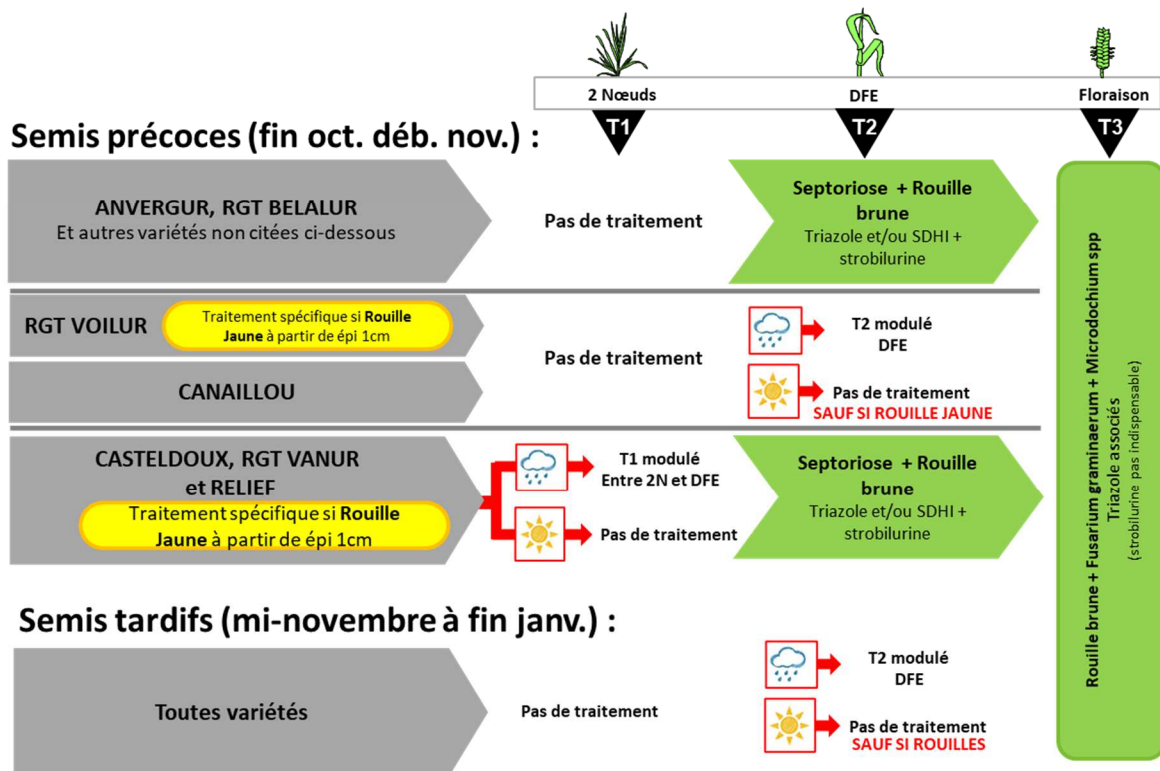 2 Nœuds
DFE
Floraison
T1
T2
T3
Semis précoces (fin oct. déb. nov.) :
ANVERGUR, RGT BELALUR
Et autres variétés non citées ci-dessous
Pas de traitement
Septoriose + Rouille
brune
Triazole et/ou SDHI +
strobilurine
RGT VOILUR
Traitement spécifique si Rouille
Jaune à partir de épi 1cm
CANAILLOU
Pas de traitement
T2 modulé
DFE
Pas de traitement
SAUF SI ROUILLE JAUNE
CASTELDOUX, RGT VANUR
et RELIEF
Traitement spécifique si Rouille
Jaune à partir de épi 1cm
T1 modulé
Entre 2N et DFE
Pas de traitement
Septoriose + Rouille
brune
Triazole et/ou SDHI +
strobilurine
Semis tardifs (mi-novembre à fin janv.) :
Toutes variétés
Pas de traitement
T2 modulé
DFE
Pas de traitement
SAUF SI ROUILLES
Rouille brune + Fusarium graminaerum + Microdochium spp
Triazole associés
(strobilurine pas indispensable)